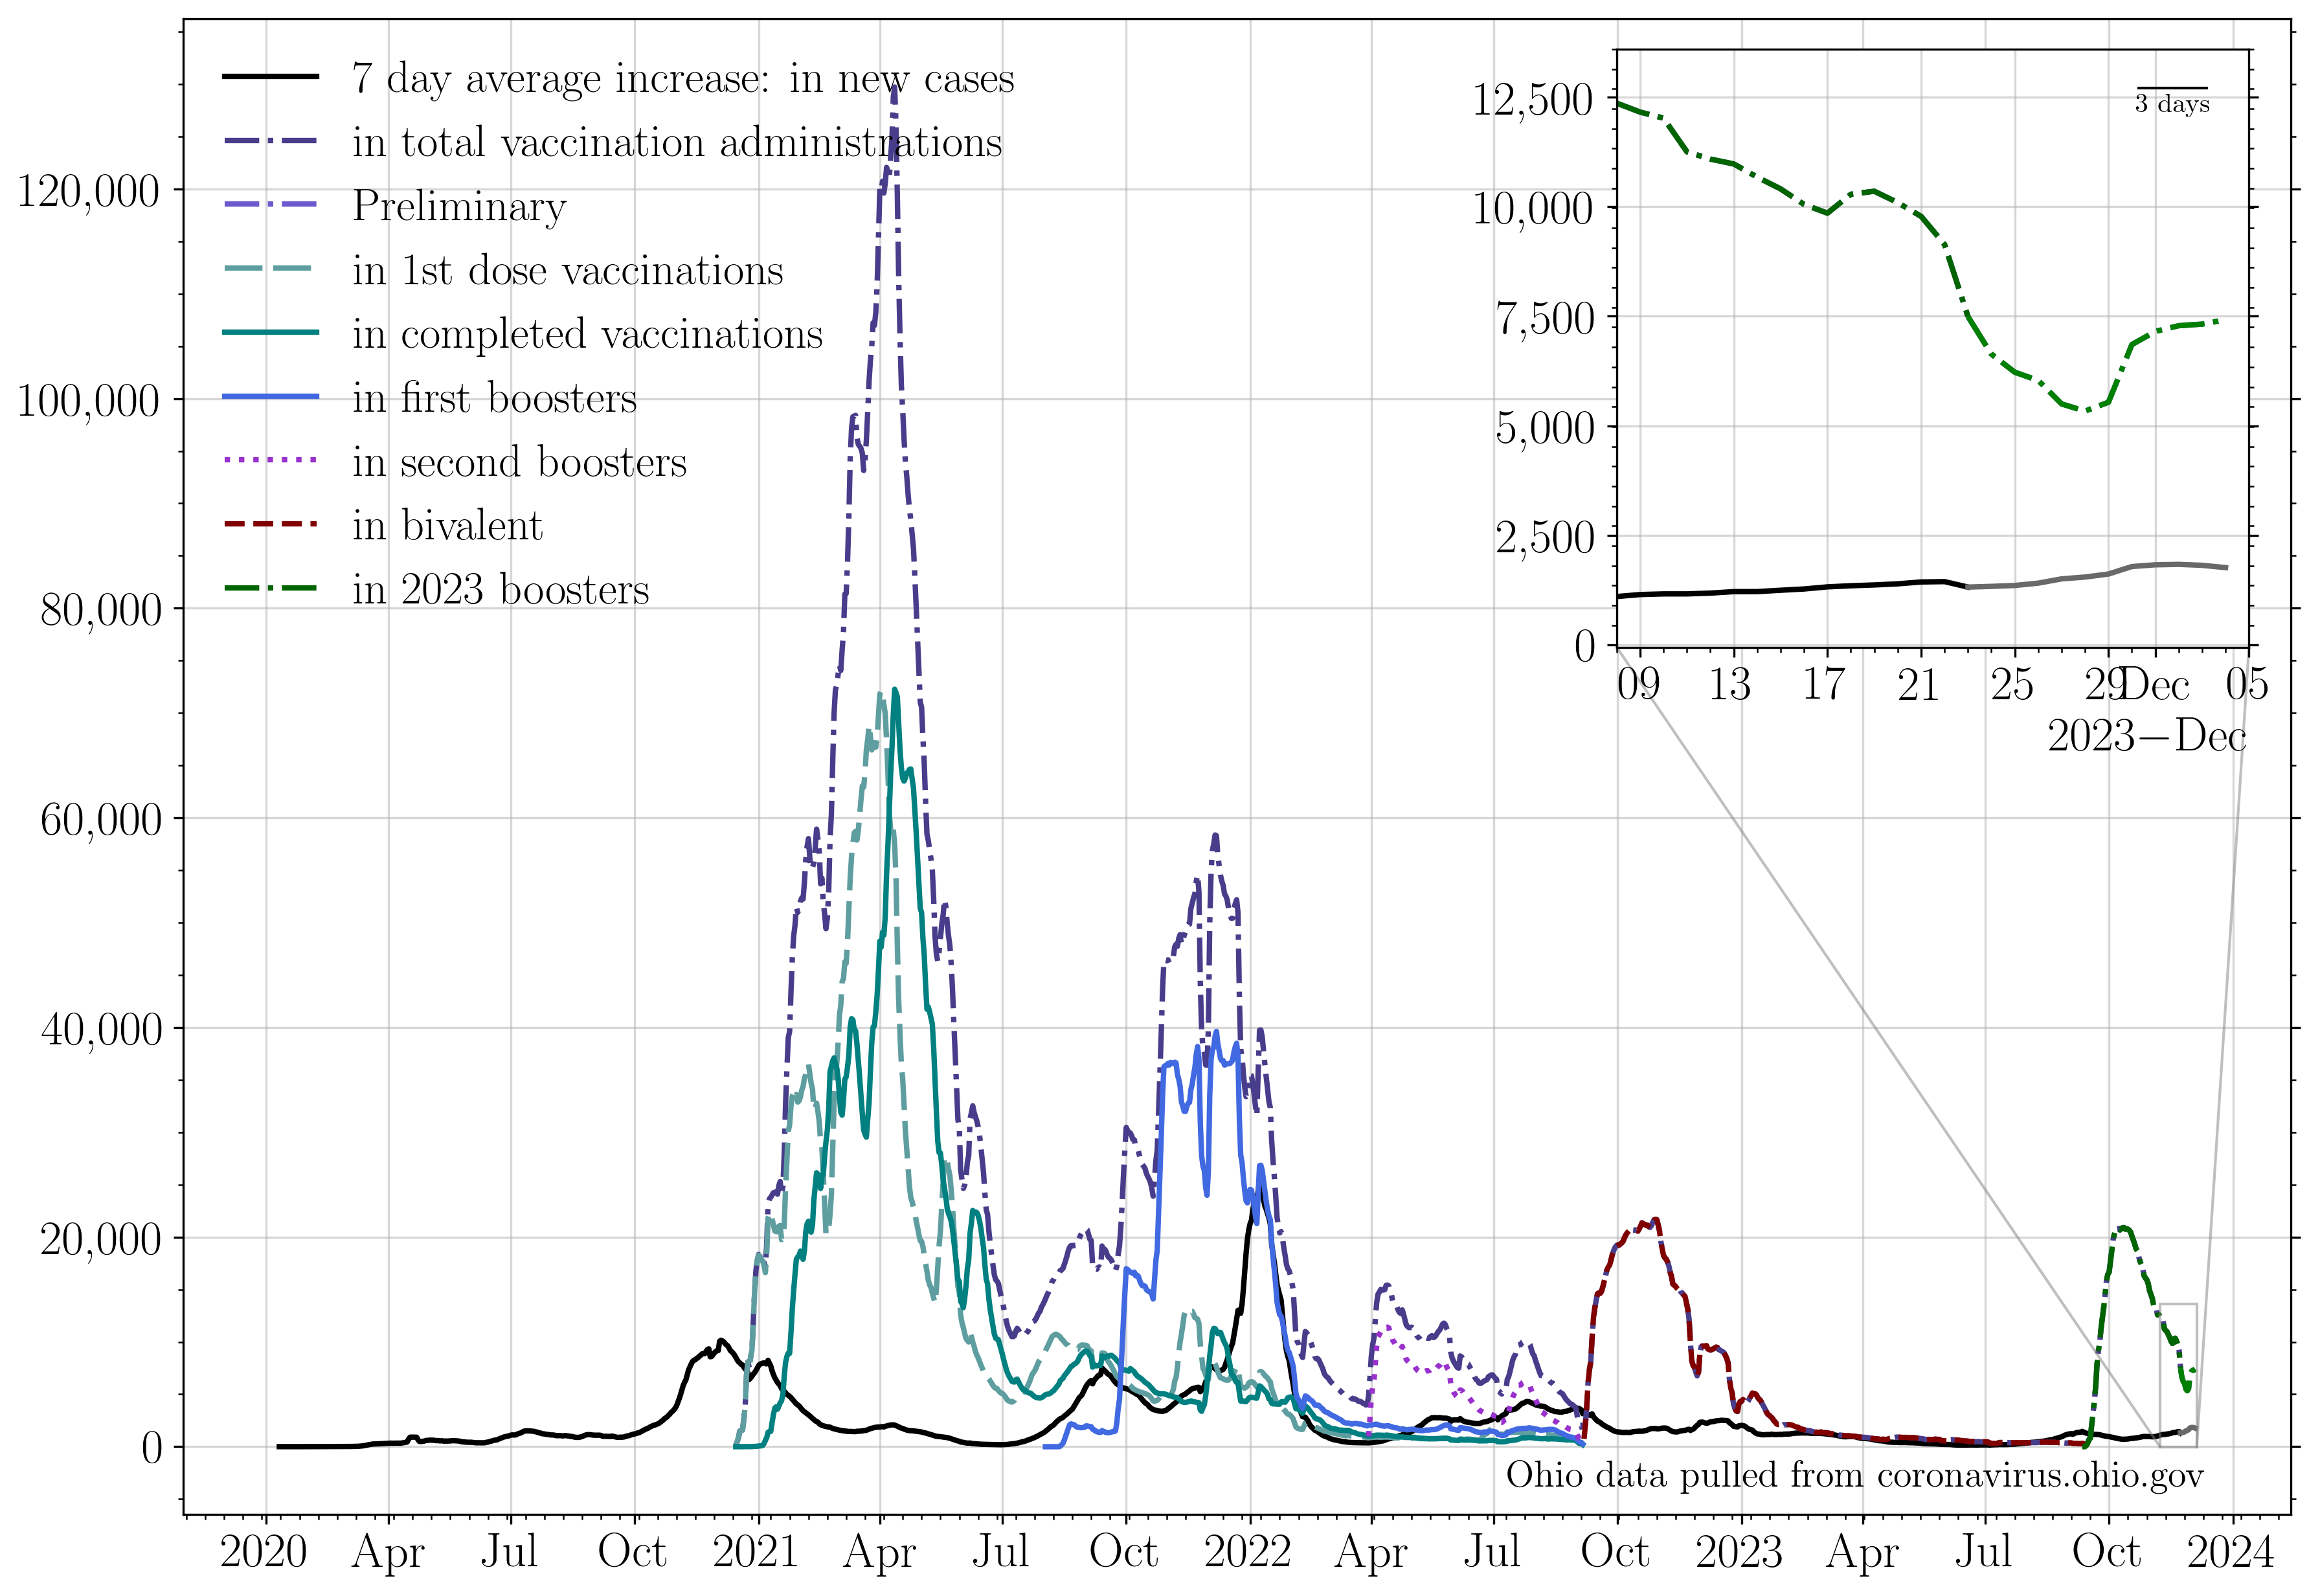 7 day average increase: in new cases
in total vaccination administrations
Preliminary
in 1st dose vaccinations
in completed vaccinations
in first boosters
in second boosters
in bivalent
in 2023 boosters
120,000
100,000
80,000
60,000
40,000
20,000
0
12,500
10,000
7,500
5,000
2,500
0
3 days
09 13 17 21 25 29 Dec 05
2023–Dec
Ohio data pulled from coronavirus.ohio.gov
2020 Apr Jul Oct 2021 Apr Jul Oct 2022 Apr Jul Oct 2023 Apr Jul Oct 2024